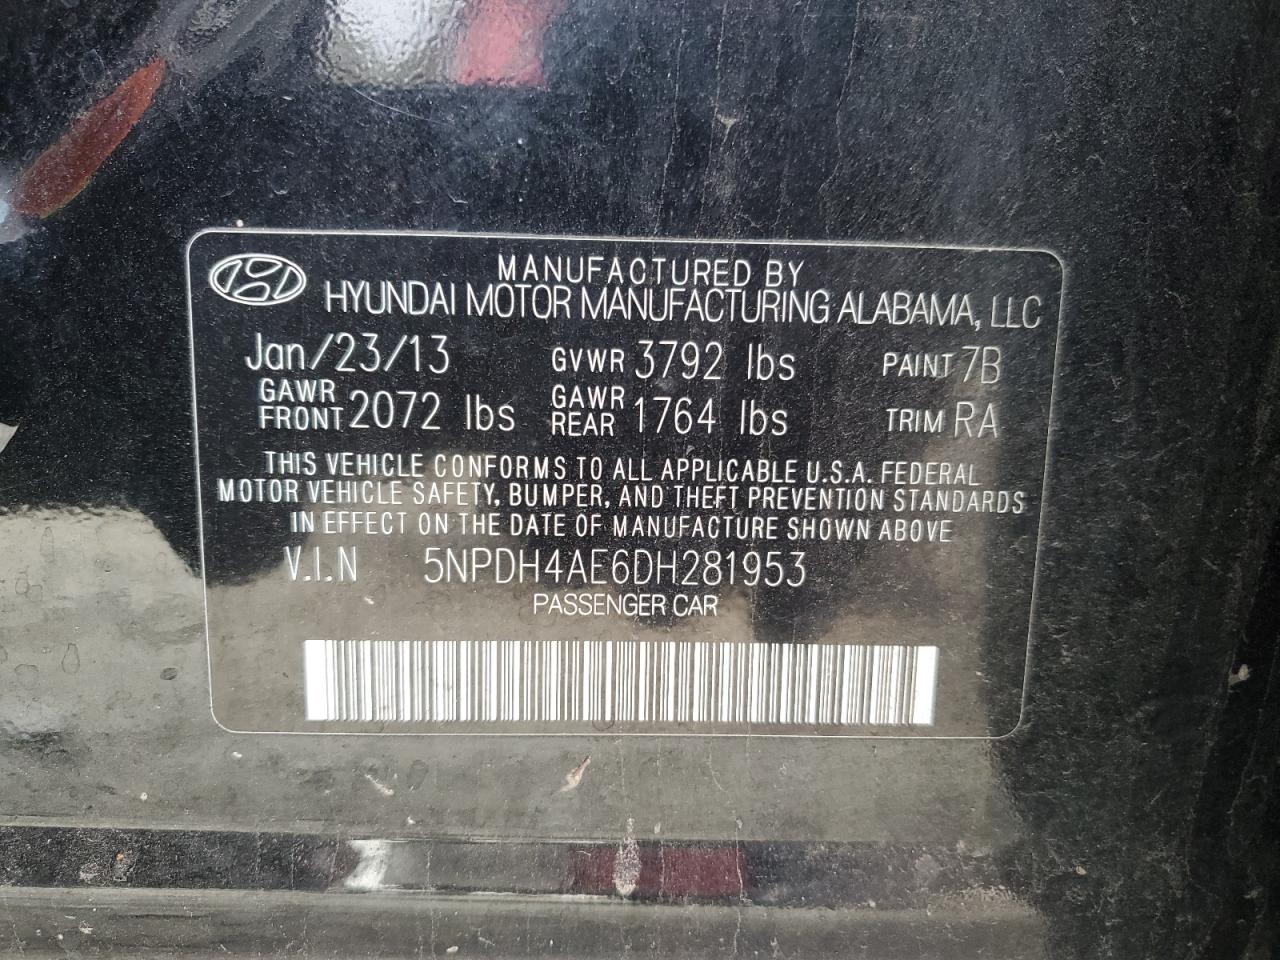 MANUFACTURED BY
HYUNDAI MOTOR MANUFACTURING ALABAMA, LLC
Jan/23/13 GVWR 3792 lbs PAINT 7B
GAWR FRONT 2072 lbs GAWR REAR 1764 lbs TRIM RA
THIS VEHICLE CONFORMS TO ALL APPLICABLE U.S.A. FEDERAL
MOTOR VEHICLE SAFETY, BUMPER, AND THEFT PREVENTION STANDARDS
IN EFFECT ON THE DATE OF MANUFACTURE SHOWN ABOVE
V.I.N 5NPDH4AE6DH281953
PASSENGER CAR